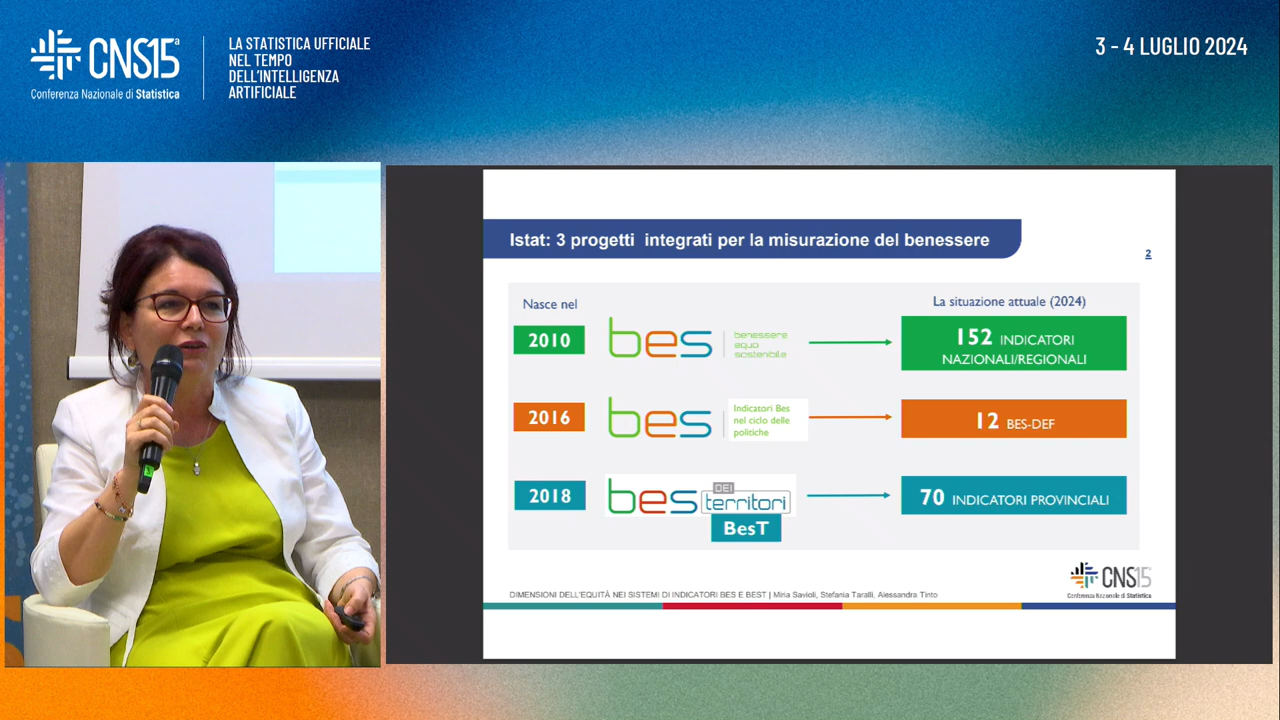 CNS15ª
Conferenza Nazionale di Statistica
LA STATISTICA UFFICIALE
NEL TEMPO
DELL'INTELLIGENZA
ARTIFICIALE
3 - 4 LUGLIO 2024
Istat: 3 progetti integrati per la misurazione del benessere
2
Nasce nel
La situazione attuale (2024)
2010
bes
benessere
equo
sostenibile
152 INDICATORI
NAZIONALI/REGIONALI
2016
bes
Indicatori Bes
nel ciclo delle
politiche
12 BES-DEF
2018
bes
DEI
territori
BesT
70 INDICATORI PROVINCIALI
CNS15ª
Conferenza Nazionale di Statistica
DIMENSIONI DELL'EQUITÀ NEI SISTEMI DI INDICATORI BES E BEST | Miria Savioli, Stefania Taralli, Alessandra Tinto